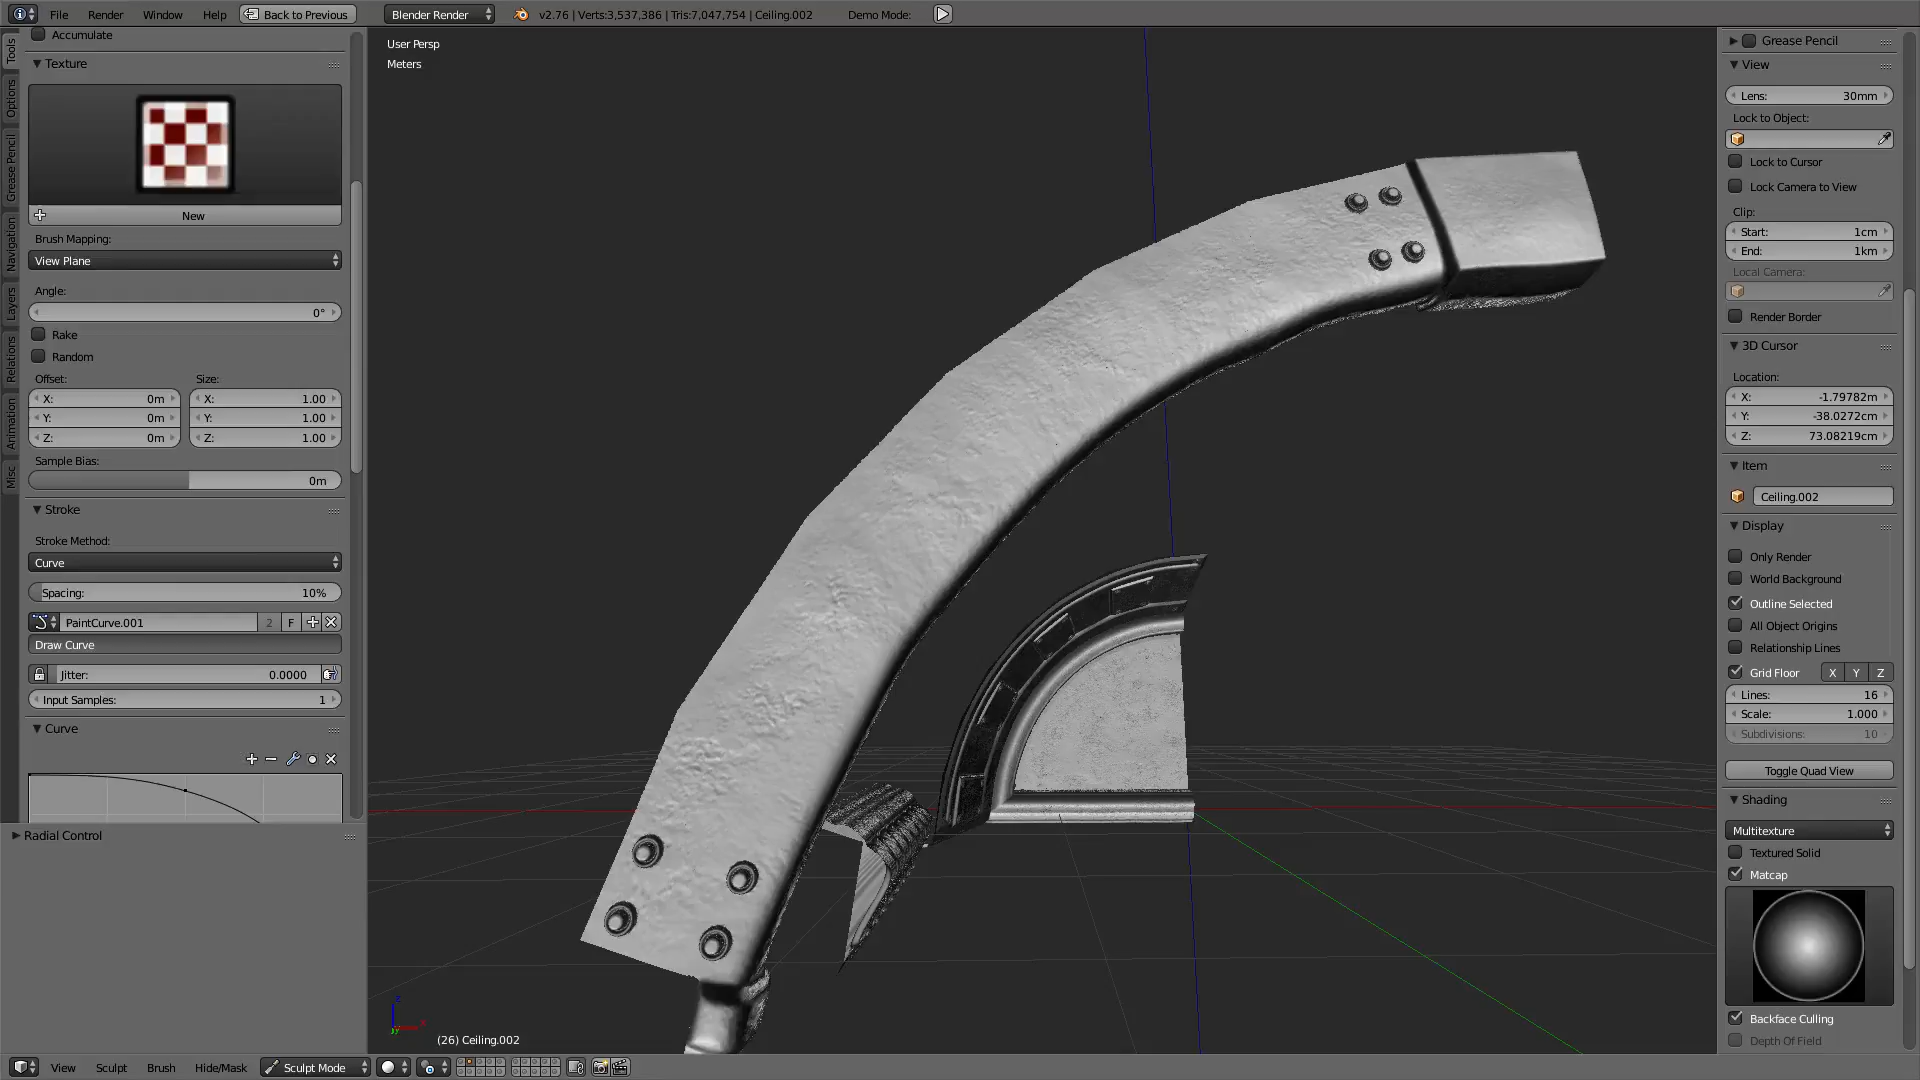 File Render Window Help Back to Previous Blender Render v2.76 | Verts:3,537,386 | Tris:7,047,754 | Ceiling.002 Demo Mode:
Tools
Options
Grease Pencil
Navigation
Layers
Relations
Animation
Misc
Accumulate
Texture
New
Brush Mapping:
View Plane
Angle:
0°
Rake
Random
Offset: Size:
X: 0m X: 1.00
Y: 0m Y: 1.00
Z: 0m Z: 1.00
Sample Bias:
0m
Stroke
Stroke Method:
Curve
Spacing: 10%
PaintCurve.001 2 F
Draw Curve
Jitter: 0.0000
Input Samples: 1
Curve
Radial Control
User Persp
Meters
(26) Ceiling.002
Grease Pencil
View
Lens: 30mm
Lock to Object:
Lock to Cursor
Lock Camera to View
Clip:
Start: 1cm
End: 1km
Local Camera:
Render Border
3D Cursor
Location:
X: -1.79782m
Y: -38.0272cm
Z: 73.08219cm
Item
Ceiling.002
Display
Only Render
World Background
Outline Selected
All Object Origins
Relationship Lines
Grid Floor X Y Z
Lines: 16
Scale: 1.000
Subdivisions: 10
Toggle Quad View
Shading
Multitexture
Textured Solid
Matcap
Backface Culling
Depth Of Field
View Sculpt Brush Hide/Mask Sculpt Mode